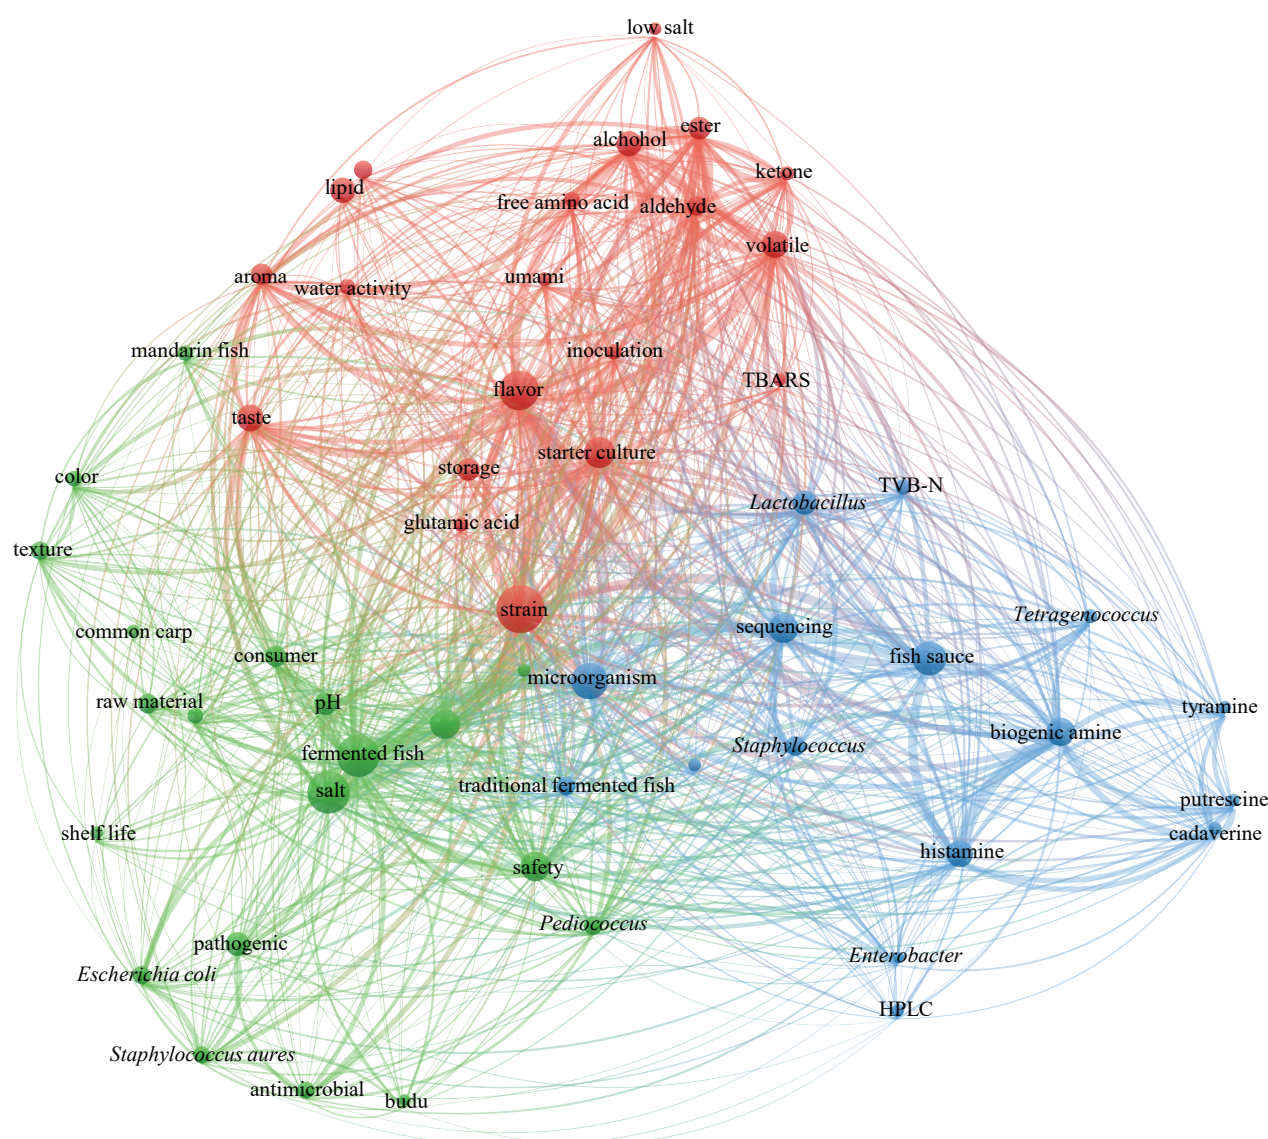 low salt
ester
alchohol
ketone
lipid
free amino acid
aldehyde
volatile
aroma
water activity
umami
mandarin fish
inoculation
TBARS
flavor
taste
starter culture
storage
color
TVB-N
Lactobacillus
glutamic acid
texture
strain
Tetragenococcus
common carp
sequencing
consumer
fish sauce
microorganism
raw material
pH
tyramine
biogenic amine
Staphylococcus
fermented fish
traditional fermented fish
salt
putrescine
shelf life
cadaverine
histamine
safety
Pediococcus
pathogenic
Enterobacter
Escherichia coli
HPLC
Staphylococcus aures
antimicrobial
budu